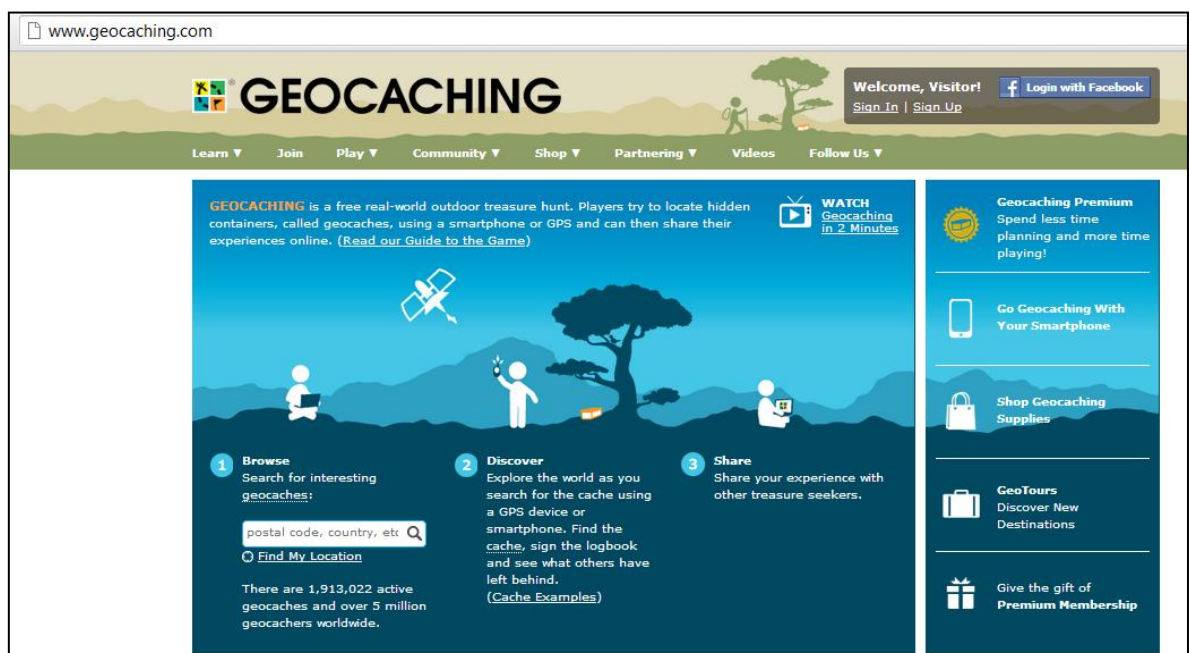 www.geocaching.com
GEOCACHING
Welcome, Visitor!
Sign In | Sign Up
f Login with Facebook
Learn ▼ Join Play ▼ Community ▼ Shop ▼ Partnering ▼ Videos Follow Us ▼
GEOCACHING is a free real-world outdoor treasure hunt. Players try to locate hidden
containers, called geocaches, using a smartphone or GPS and can then share their
experiences online. (Read our Guide to the Game)
WATCH
Geocaching
in 2 Minutes
1 Browse
Search for interesting
geocaches:
postal code, country, etc
Find My Location
There are 1,913,022 active
geocaches and over 5 million
geocachers worldwide.
2 Discover
Explore the world as you
search for the cache using
a GPS device or
smartphone. Find the
cache, sign the logbook
and see what others have
left behind.
(Cache Examples)
3 Share
Share your experience with
other treasure seekers.
Geocaching Premium
Spend less time
planning and more time
playing!
Go Geocaching With
Your Smartphone
Shop Geocaching
Supplies
GeoTours
Discover New
Destinations
Give the gift of
Premium Membership